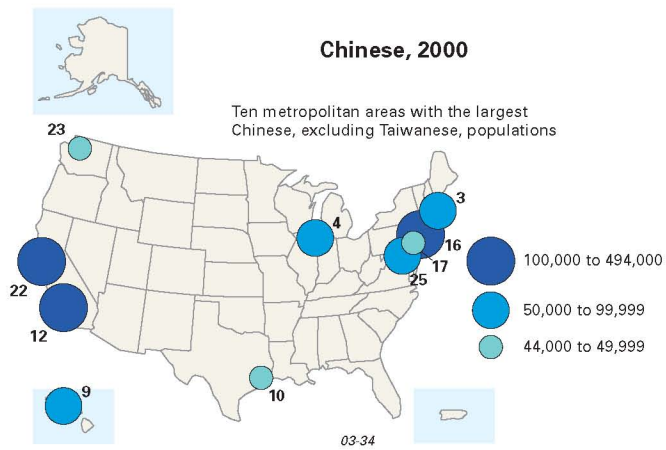 Chinese, 2000
Ten metropolitan areas with the largest
Chinese, excluding Taiwanese, populations
23
3
4
16
17
25
22
12
9
10
100,000 to 494,000
50,000 to 99,999
44,000 to 49,999
03-34